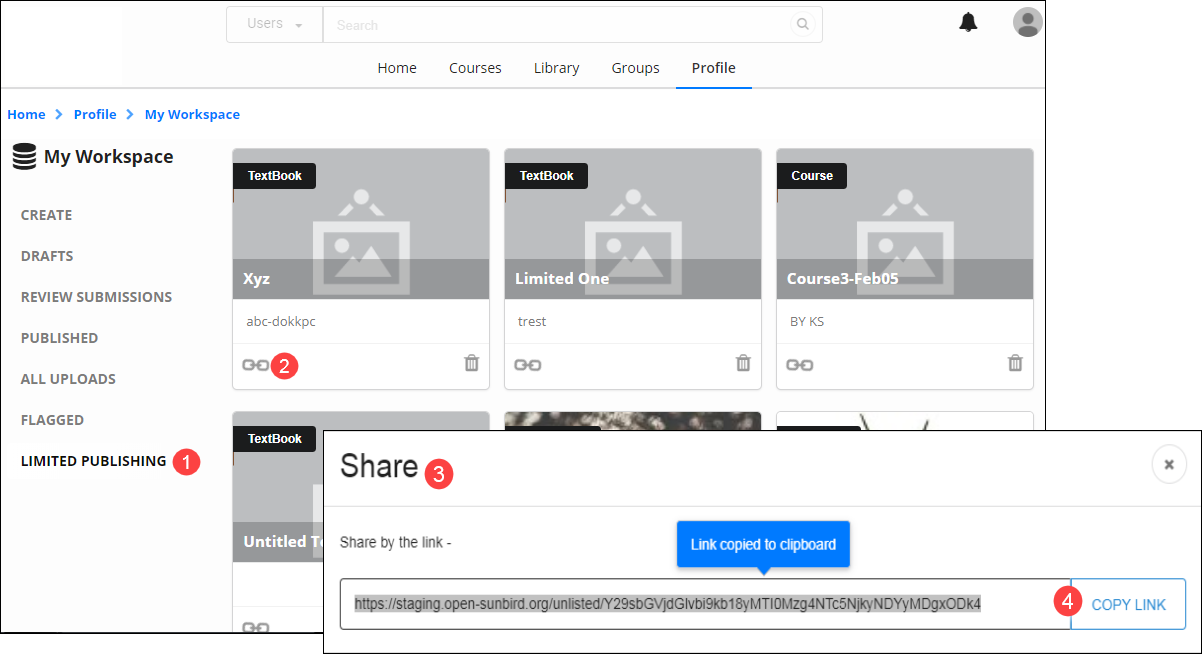 Users
Search
Home Courses Library Groups Profile
Home Profile My Workspace
My Workspace
CREATE
DRAFTS
REVIEW SUBMISSIONS
PUBLISHED
ALL UPLOADS
FLAGGED
LIMITED PUBLISHING 1
TextBook
Xyz
abc-dokkpc
2
TextBook
Limited One
trest
Course
Course3-Feb05
BY KS
TextBook
Untitled
Share 3
×
Share by the link -
Link copied to clipboard
https://staging.open-sunbird.org/unlisted/Y29sbGVjdGlvbi9kb18yMTI0Mzg4NTc5NjkyNDYyMDgxODk4
4 COPY LINK